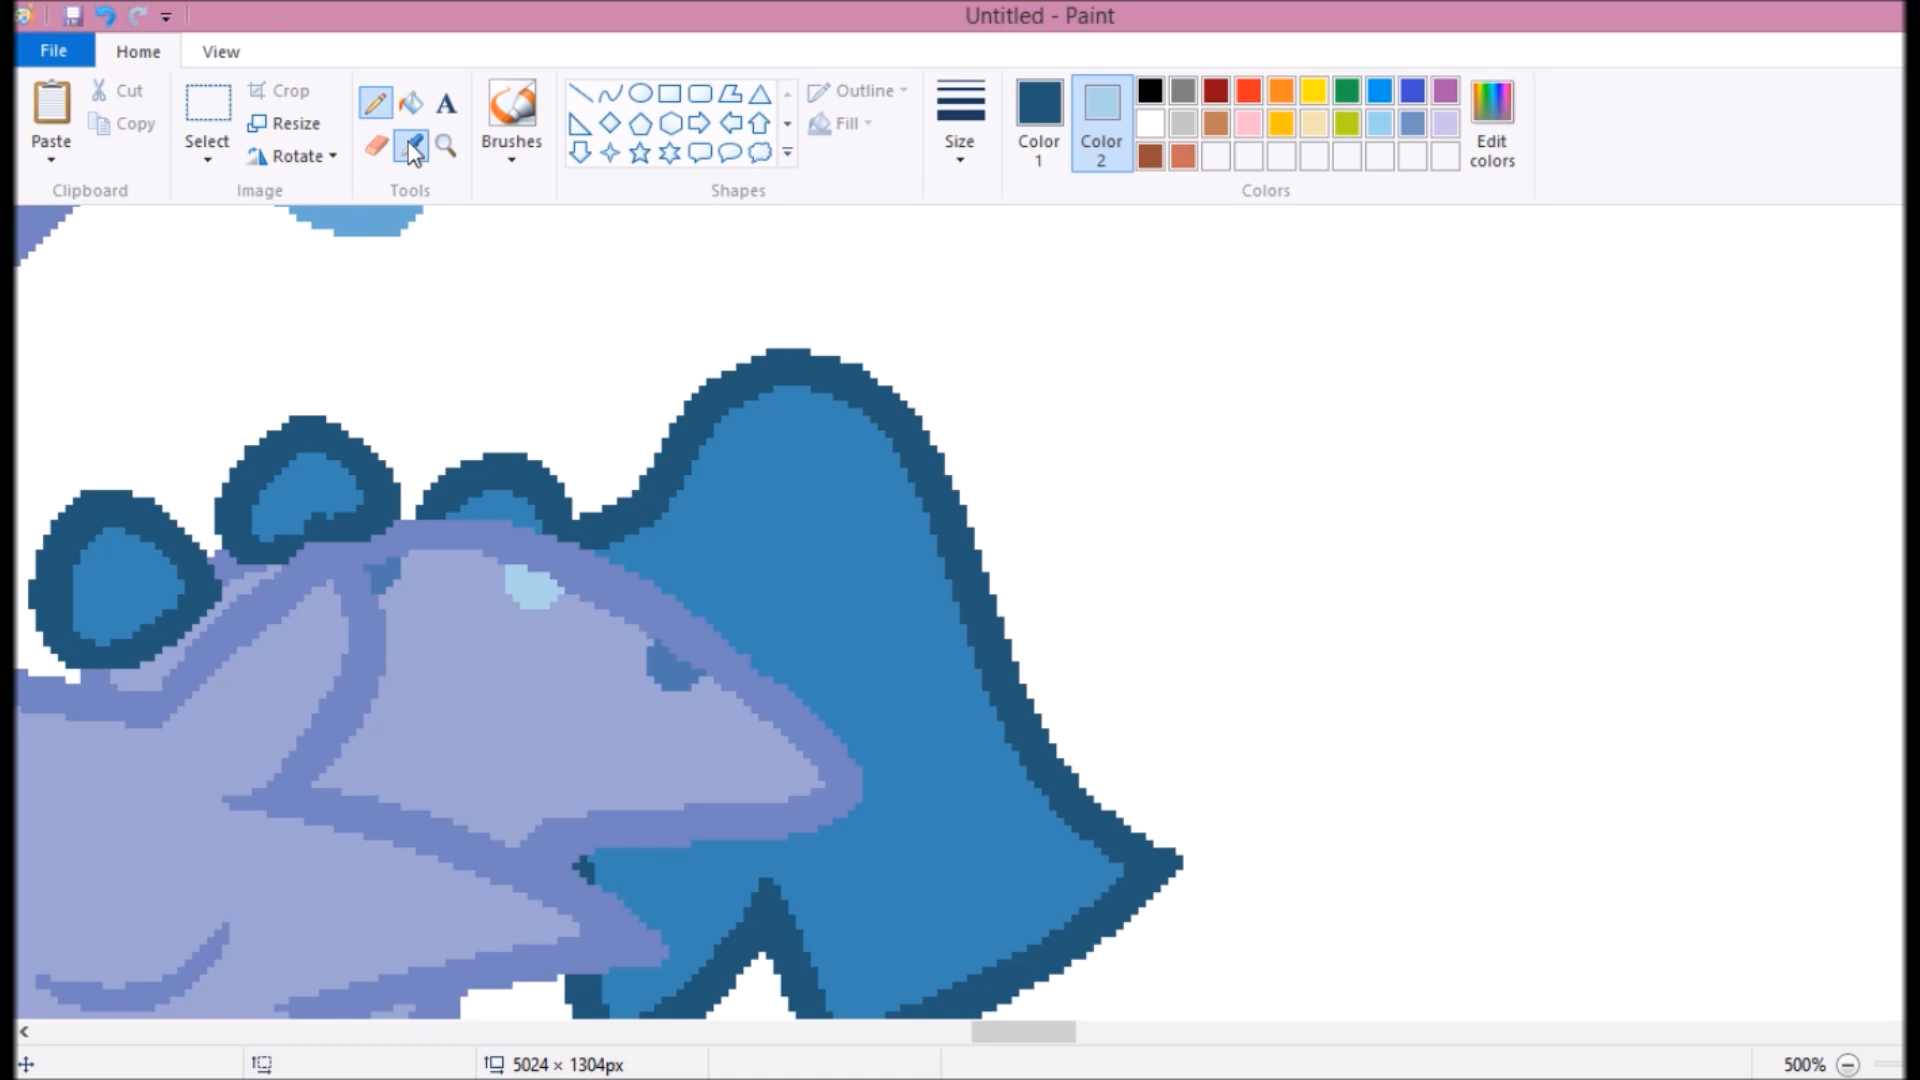 Untitled - Paint
File Home View
Paste
Cut
Copy
Clipboard
Select
Crop
Resize
Rotate
Image
A
Tools
Brushes
Shapes
Outline
Fill
Size
Color 1
Color 2
Edit colors
Colors
5024 × 1304px
500%